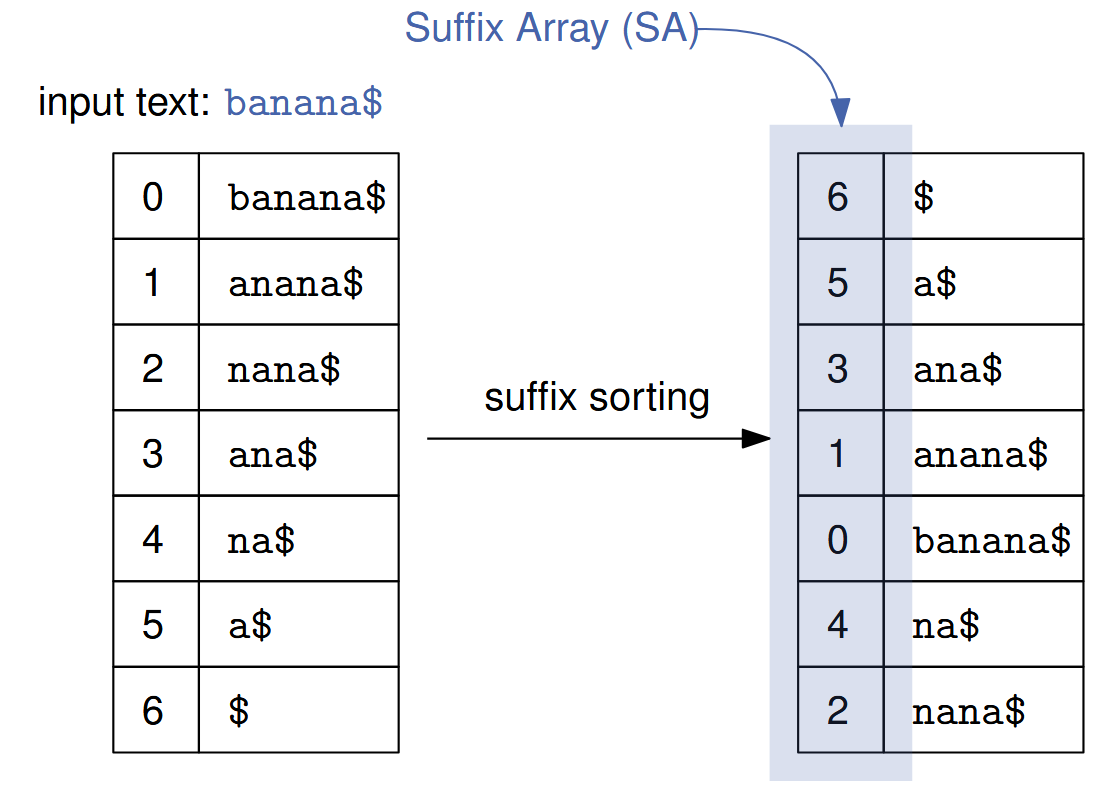 Suffix Array (SA)
input text: banana$
0 banana$
1 anana$
2 nana$
3 ana$
4 na$
5 a$
6 $
suffix sorting
6 $
5 a$
3 ana$
1 anana$
0 banana$
4 na$
2 nana$